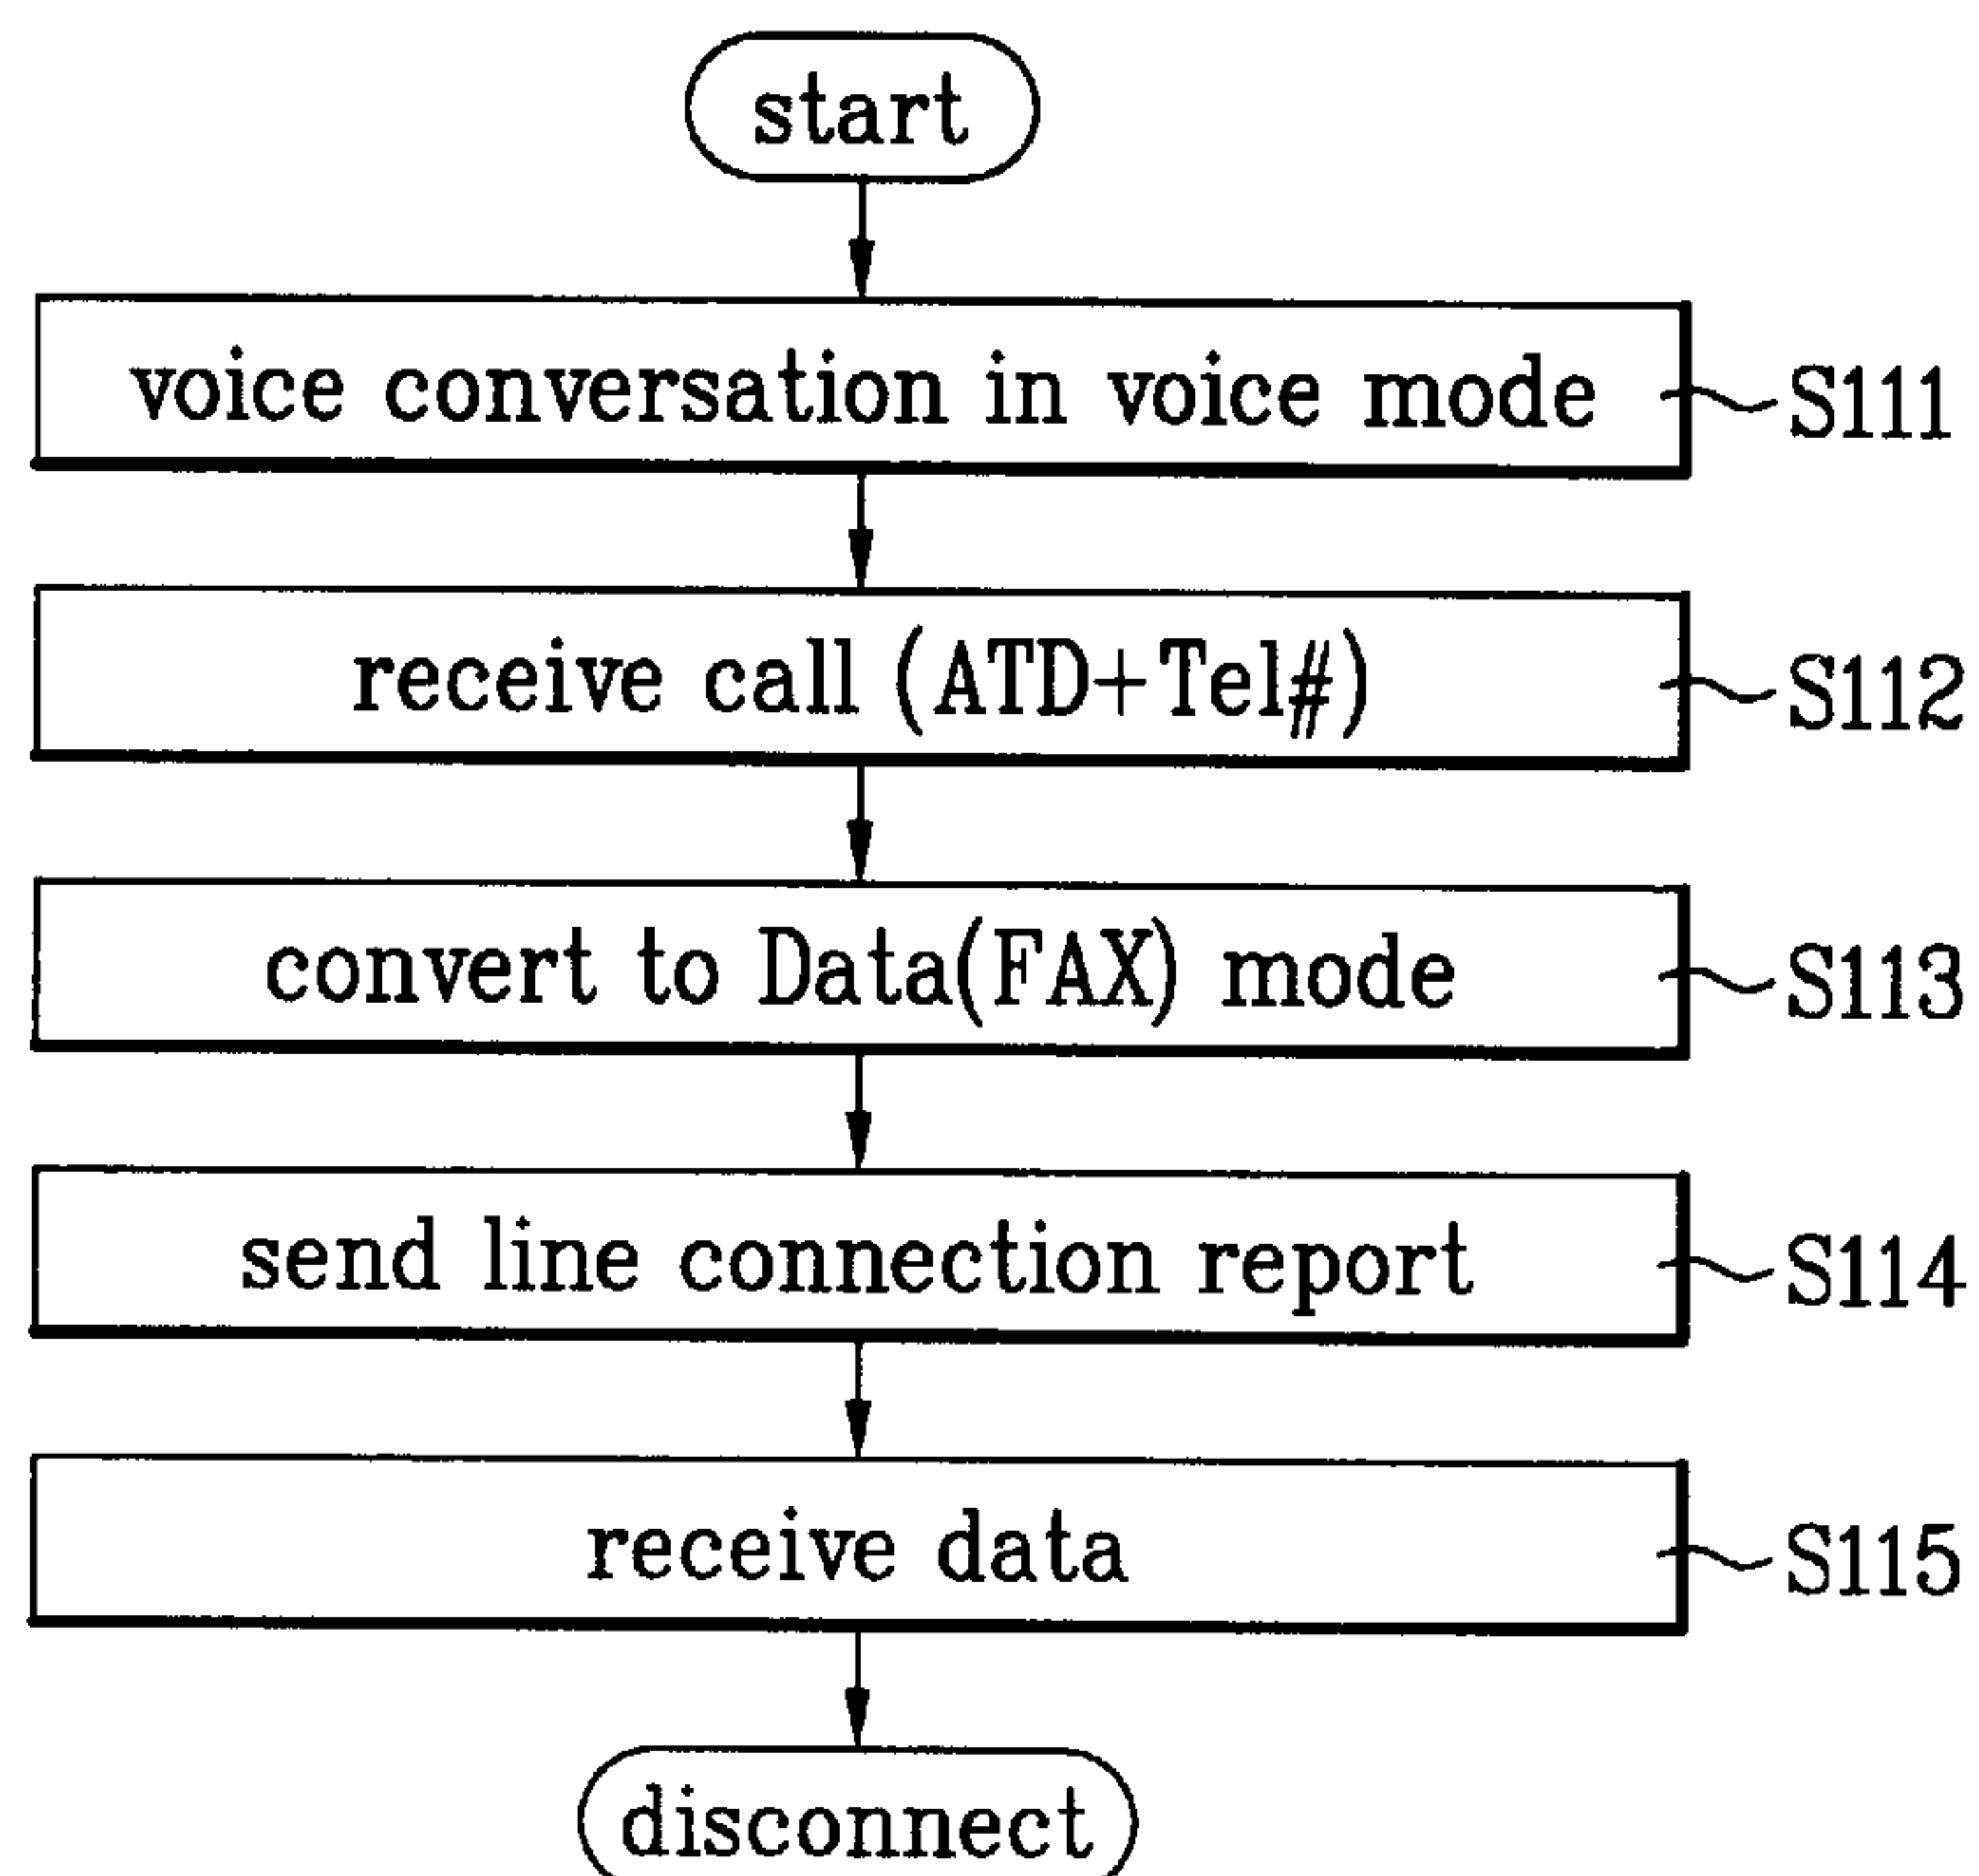 start
voice conversation in voice mode S111
receive call (ATD+Tel#) S112
convert to Data(FAX) mode S113
send line connection report S114
receive data S115
disconnect